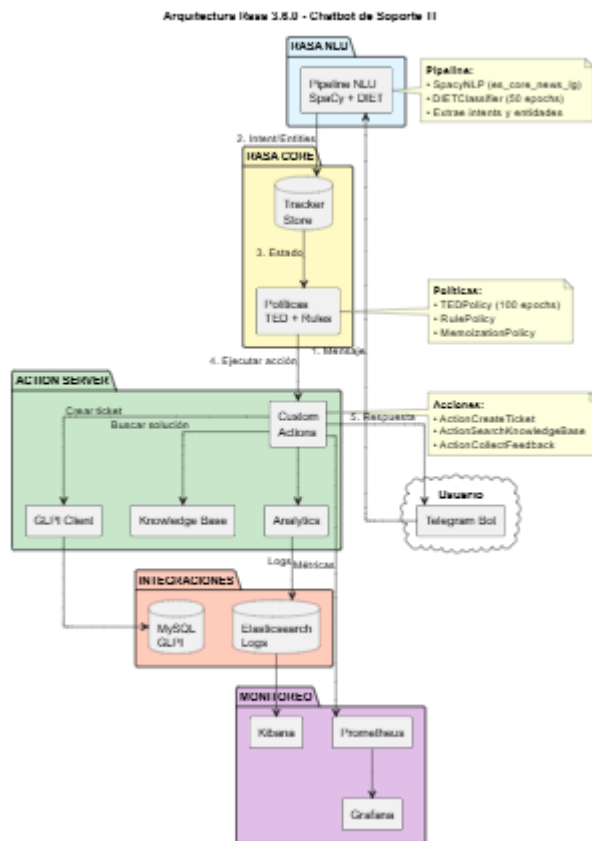 Arquitectura Rasa 3.6.0 - Chatbot de Soporte TI
RASA NLU
Pipeline NLU
SpaCy + DIET
Pipeline:
• SpacyNLP (es_core_news_lg)
• DIETClassifier (50 epochs)
• Extrae intents y entidades
2. Intent/Entities
RASA CORE
Tracker
Store
3. Estado
Políticas
TED + Rules
Políticas:
• TEDPolicy (100 epochs)
• RulePolicy
• MemoizationPolicy
1. Mensaje
4. Ejecutar acción
ACTION SERVER
Crear ticket
Buscar solución
Custom
Actions
5. Respuesta
Acciones:
• ActionCreateTicket
• ActionSearchKnowledgeBase
• ActionCollectFeedback
GLPI Client
Knowledge Base
Analytics
Usuario
Telegram Bot
Logs
Métricas
INTEGRACIONES
MySQL
GLPI
Elasticsearch
Logs
MONITOREO
Kibana
Prometheus
Grafana